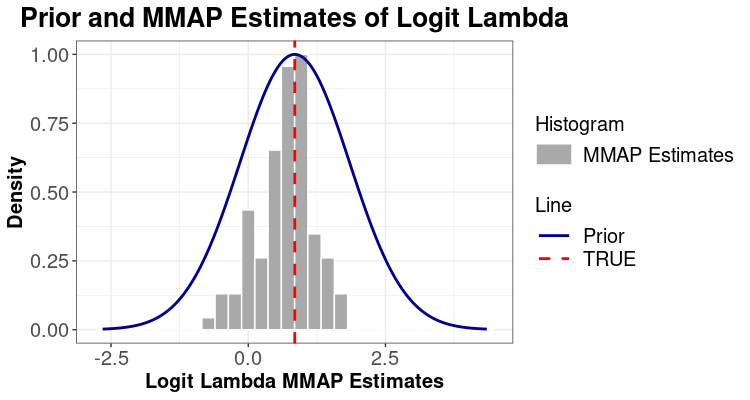 Prior and MMAP Estimates of Logit Lambda
1.00
0.75
0.50
0.25
0.00
Density
-2.5
0.0
2.5
Logit Lambda MMAP Estimates
Histogram
MMAP Estimates
Line
Prior
TRUE